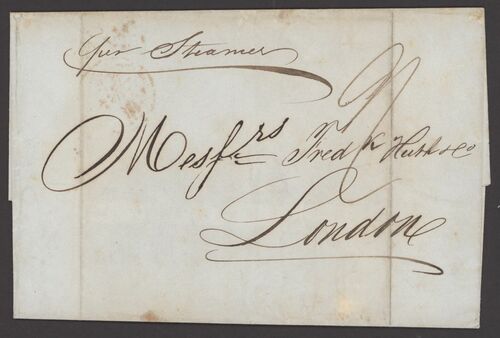 per Steamer
Messrs Fredk Huth & Co
London